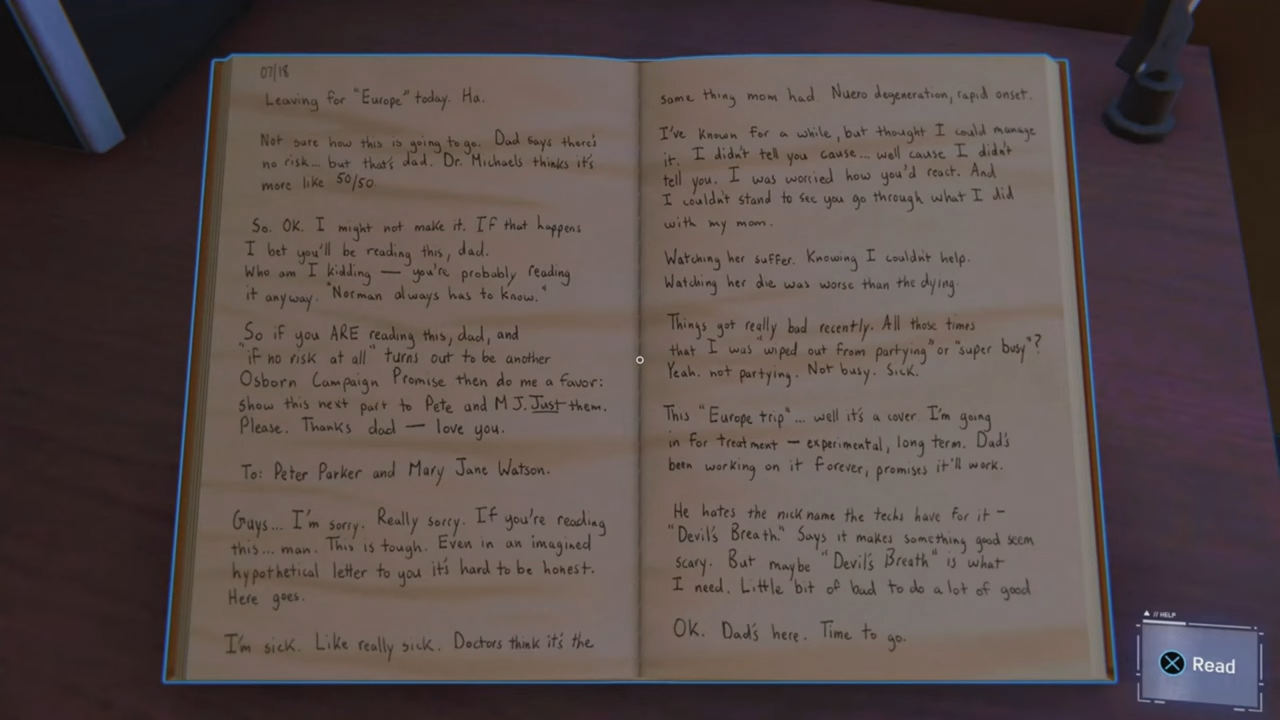 07/18
Leaving for "Europe" today. Ha.
Not sure how this is going to go. Dad says there's
no risk... but that's dad. Dr. Michaels thinks it's
more like 50/50.
So. OK. I might not make it. IF that happens
I bet you'll be reading this, dad.
Who am I kidding — you're probably reading
it anyway. "Norman always has to know."
So if you ARE reading this, dad, and
"if no risk at all" turns out to be another
Osborn Campaign Promise then do me a favor:
show this next part to Pete and MJ. Just them.
Please. Thanks dad — love you.
To: Peter Parker and Mary Jane Watson.
Guys... I'm sorry. Really sorry. If you're reading
this... man. This is tough. Even in an imagined
hypothetical letter to you it's hard to be honest.
Here goes.
I'm sick. Like really sick. Doctors think it's the
same thing mom had Nuero degeneration, rapid onset.
I've known for a while, but thought I could manage
it. I didn't tell you cause... well cause I didn't
tell you. I was worried how you'd react. And
I couldn't stand to see you go through what I did
with my mom.
Watching her suffer. Knowing I couldn't help.
Watching her die was worse than the dying.
Things got really bad recently. All those times
that I was "wiped out from partying" or "super busy"?
Yeah. not partying. Not busy. Sick.
This "Europe trip"... well it's a cover. I'm going
in for treatment — experimental, long term. Dad's
been working on it forever, promises it'll work.
He hates the nickname the techs have for it –
"Devil's Breath." Says it makes something good seem
scary. But maybe "Devil's Breath" is what
I need. Little bit of bad to do a lot of good
OK. Dad's here. Time to go.
// HELP
Read